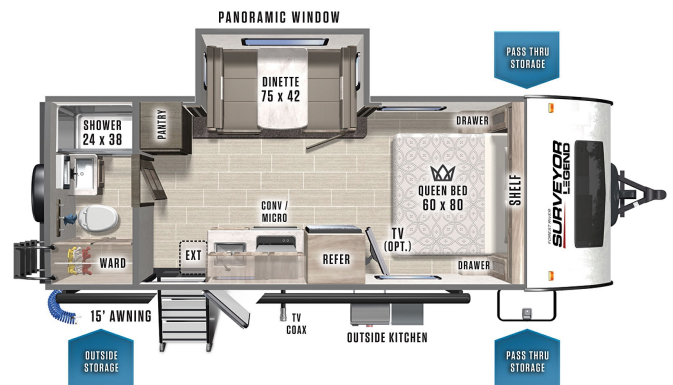 PANORAMIC WINDOW
PASS THRU
STORAGE
DINETTE
75 x 42
SHOWER
24 x 38
PANTRY
DRAWER
QUEEN BED
60 x 80
SHELF
FOREST RIVER
SURVEYOR
LEGEND
CONV /
MICRO
TV
(OPT.)
WARD
EXT
REFER
DRAWER
15' AWNING
TV
COAX
OUTSIDE KITCHEN
OUTSIDE
STORAGE
PASS THRU
STORAGE